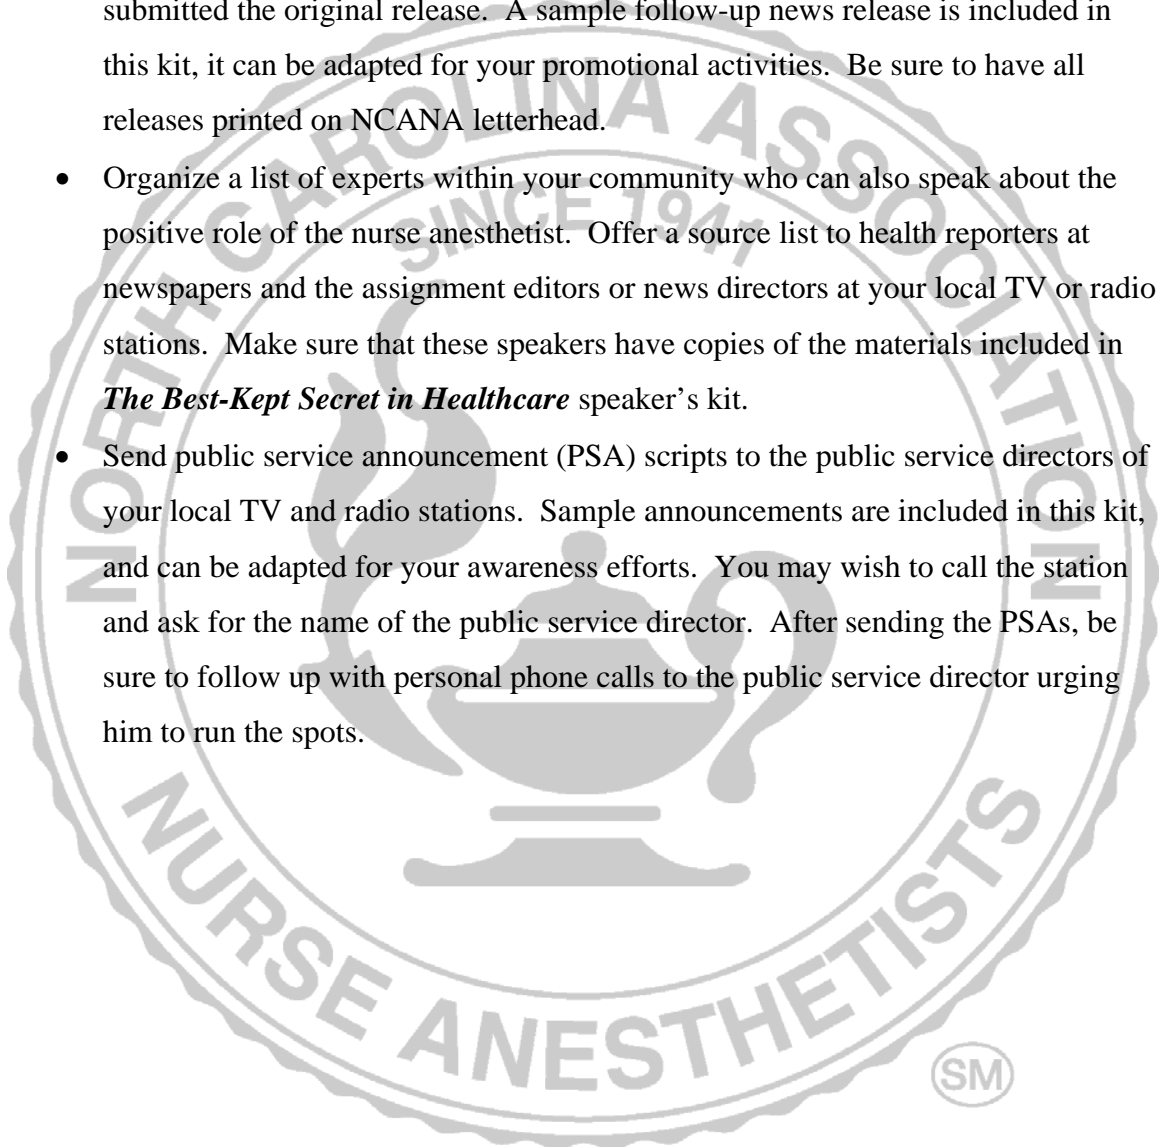 submitted the original release.  A sample follow-up news release is included in
this kit, it can be adapted for your promotional activities.  Be sure to have all
releases printed on NCANA letterhead.
• Organize a list of experts within your community who can also speak about the
positive role of the nurse anesthetist.  Offer a source list to health reporters at
newspapers and the assignment editors or news directors at your local TV or radio
stations.  Make sure that these speakers have copies of the materials included in
The Best-Kept Secret in Healthcare speaker’s kit.
• Send public service announcement (PSA) scripts to the public service directors of
your local TV and radio stations.  Sample announcements are included in this kit,
and can be adapted for your awareness efforts.  You may wish to call the station
and ask for the name of the public service director.  After sending the PSAs, be
sure to follow up with personal phone calls to the public service director urging
him to run the spots.
NORTH CAROLINA ASSOCIATION
SINCE 1941
NURSE ANESTHETISTS
SM